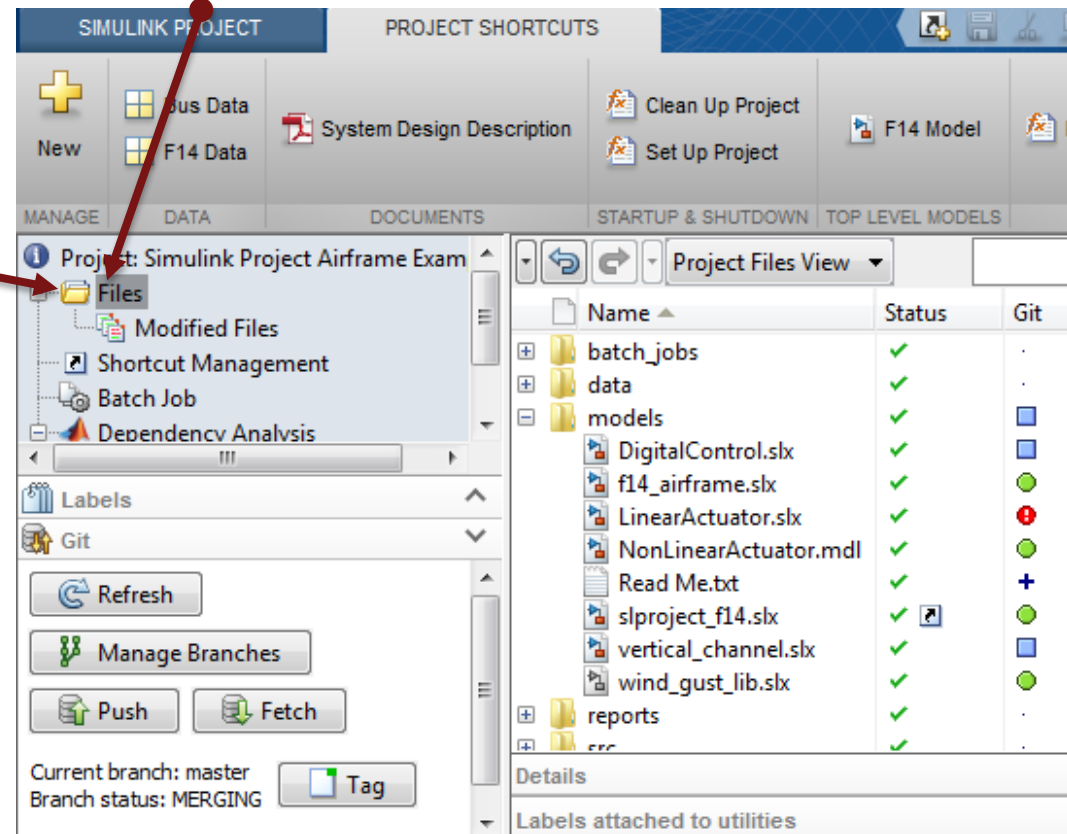 SIMULINK PROJECT
PROJECT SHORTCUTS
New
Bus Data
F14 Data
System Design Description
Clean Up Project
Set Up Project
F14 Model
MANAGE
DATA
DOCUMENTS
STARTUP & SHUTDOWN
TOP LEVEL MODELS
Project: Simulink Project Airframe Exam
Files
Modified Files
Shortcut Management
Batch Job
Dependency Analysis
Labels
Git
Refresh
Manage Branches
Push
Fetch
Current branch: master
Branch status: MERGING
Tag
Project Files View
Name
Status
Git
batch_jobs
data
models
DigitalControl.slx
f14_airframe.slx
LinearActuator.slx
NonLinearActuator.mdl
Read Me.txt
slproject_f14.slx
vertical_channel.slx
wind_gust_lib.slx
reports
src
Details
Labels attached to utilities